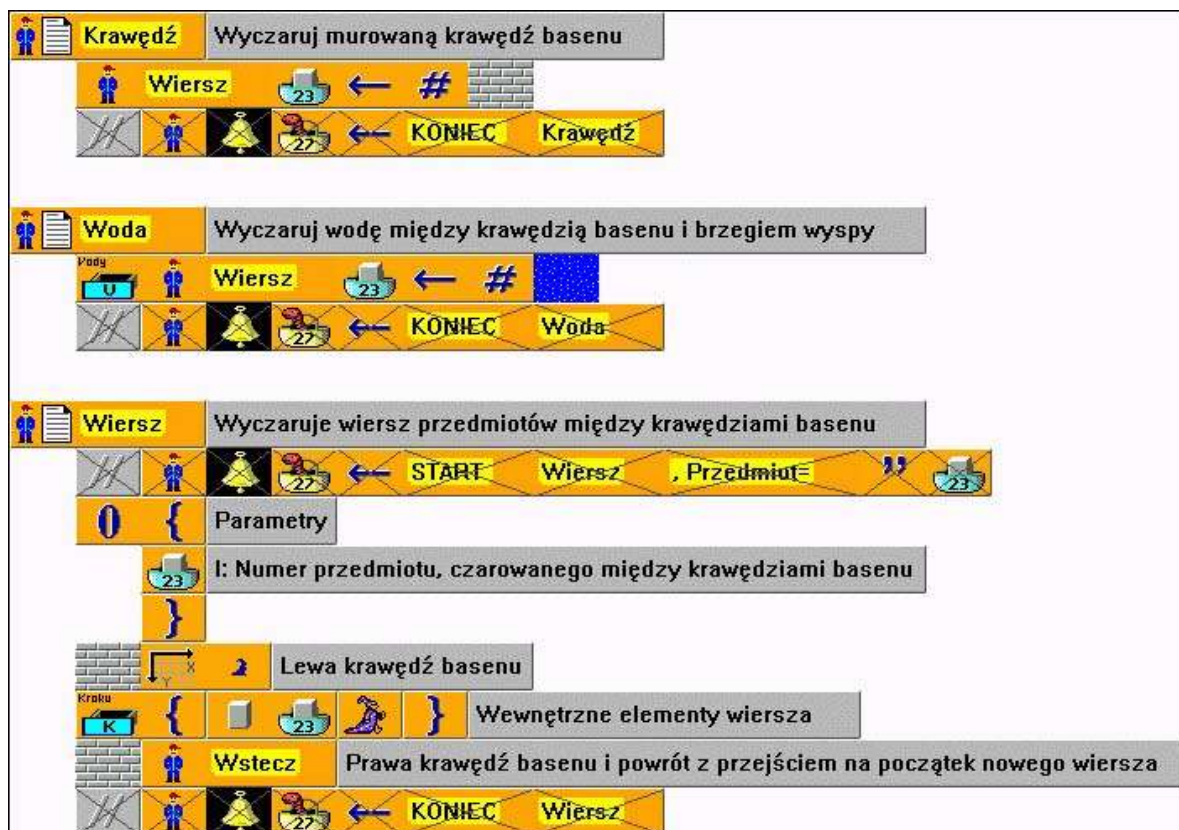 Krawędź Wyczaruj murowaną krawędź basenu
Wiersz 23 ← #
// 27 ← KONIEC Krawędź
Woda Wyczaruj wodę między krawędzią basenu i brzegiem wyspy
Vody U Wiersz 23 ← #
// 27 ← KONIEC Woda
Wiersz Wyczaruje wiersz przedmiotów między krawędziami basenu
// 27 ← START Wiersz , Przedmiut= " 23
0 { Parametry
23 I: Numer przedmiotu, czarowanego między krawędziami basenu
}
X Y Lewa krawędź basenu
Kroku K { 23 } Wewnętrzne elementy wiersza
Wstecz Prawa krawędź basenu i powrót z przejściem na początek nowego wiersza
// 27 ← KONIEC Wiersz